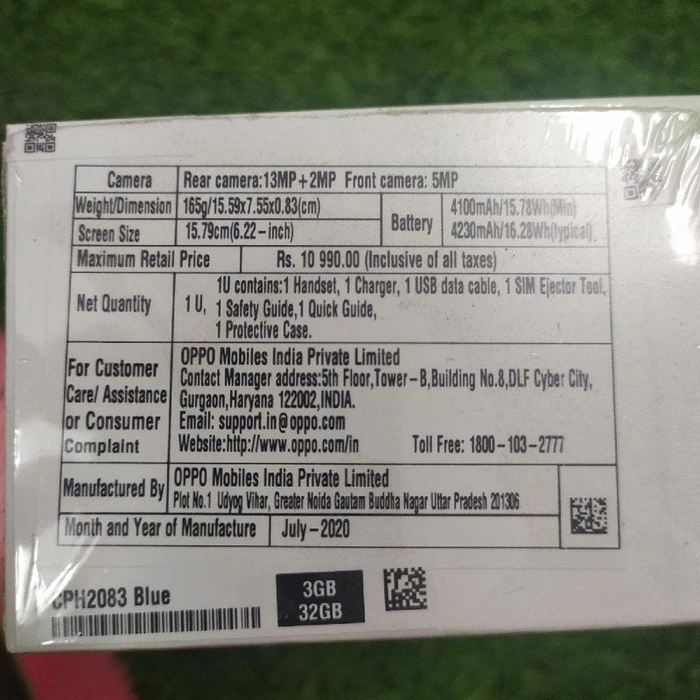 Camera Rear camera:13MP+2MP Front camera: 5MP
Weight/Dimension 165g/15.59x7.55x0.83(cm)
Screen Size 15.79cm(6.22-inch)
Battery 4100mAh/15.78Wh(Min)
4230mAh/16.28Wh(typical)
Maximum Retail Price Rs. 10 990.00 (Inclusive of all taxes)
Net Quantity 1 U, 1U contains:1 Handset, 1 Charger, 1 USB data cable, 1 SIM Ejector Tool,
1 Safety Guide,1 Quick Guide,
1 Protective Case.
For Customer
Care/ Assistance
or Consumer
Complaint
OPPO Mobiles India Private Limited
Contact Manager address:5th Floor,Tower-B,Building No.8,DLF Cyber City,
Gurgaon,Haryana 122002,INDIA.
Email: support.in@oppo.com
Website:http://www.oppo.com/in Toll Free: 1800-103-2777
Manufactured By OPPO Mobiles India Private Limited
Plot No.1 Udyog Vihar, Greater Noida Gautam Buddha Nagar Uttar Pradesh 201306
Month and Year of Manufacture July-2020
CPH2083 Blue
3GB
32GB